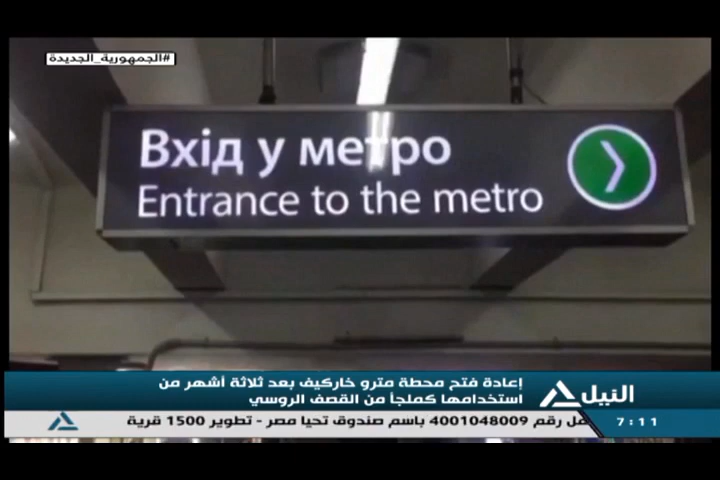 #الجمهورية_الجديدة
Вхід у метро
Entrance to the metro
إعادة فتح محطة مترو خاركيف بعد ثلاثة أشهر من
استخدامها كملجأ من القصف الروسي
النيل
رقم 4001048009 باسم صندوق تحيا مصر - تطوير 1500 قرية
7:11